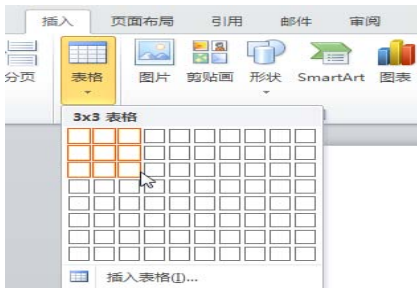 插入 页面布局 引用 邮件 审阅
分页 表格 图片 剪贴画 形状 SmartArt 图表
3x3 表格
插入表格(I)...